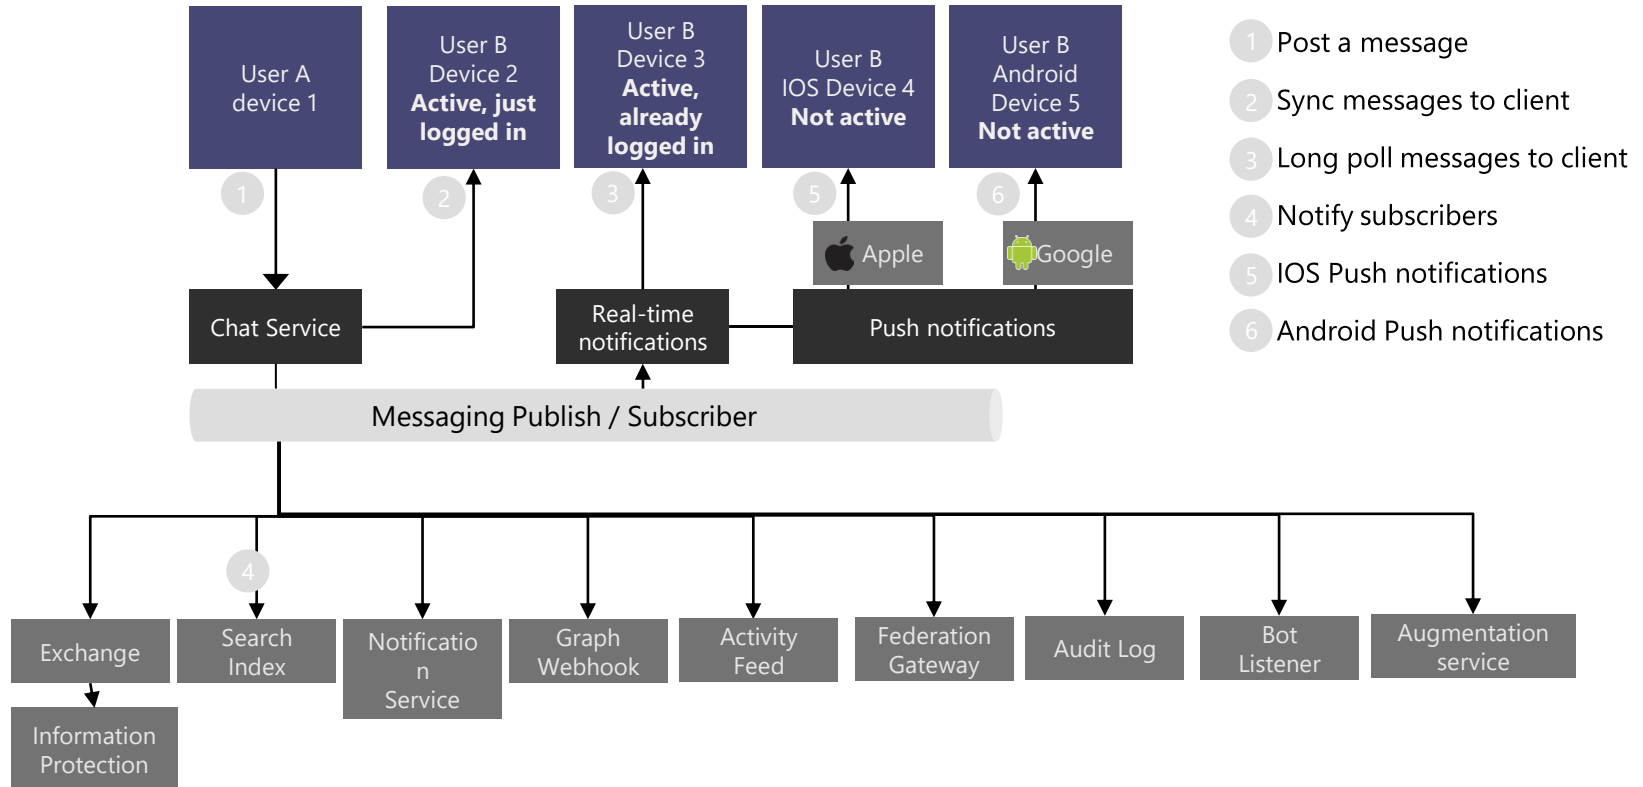 User A
device 1
User B
Device 2
Active, just
logged in
User B
Device 3
Active,
already
logged in
User B
IOS Device 4
Not active
User B
Android
Device 5
Not active
1 Post a message
2 Sync messages to client
3 Long poll messages to client
4 Notify subscribers
5 IOS Push notifications
6 Android Push notifications
1
2
3
5
6
Apple
Google
Chat Service
Real-time
notifications
Push notifications
Messaging Publish / Subscriber
4
Exchange
Search
Index
Notificatio
n
Service
Graph
Webhook
Activity
Feed
Federation
Gateway
Audit Log
Bot
Listener
Augmentation
service
Information
Protection